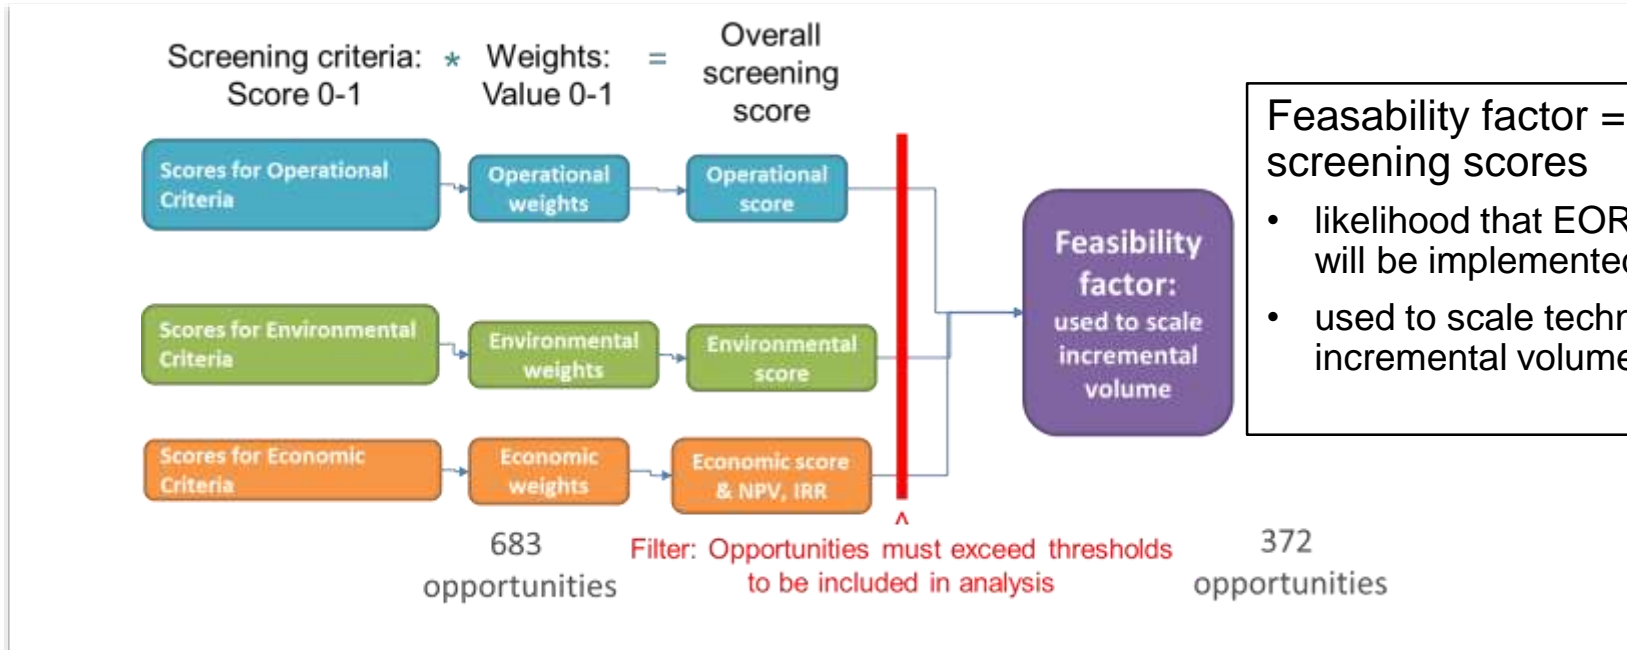 Screening criteria:
Score 0-1
*
Weights:
Value 0-1
=
Overall
screening
score
Scores for Operational
Criteria
Operational
weights
Operational
score
Scores for Environmental
Criteria
Environmental
weights
Environmental
score
Scores for Economic
Criteria
Economic
weights
Economic score
& NPV, IRR
Feasibility
factor:
used to scale
incremental
volume
Feasability factor =
screening scores
• likelihood that EOR
will be implemented
• used to scale techn
incremental volume
683
opportunities
^
Filter: Opportunities must exceed thresholds
to be included in analysis
372
opportunities